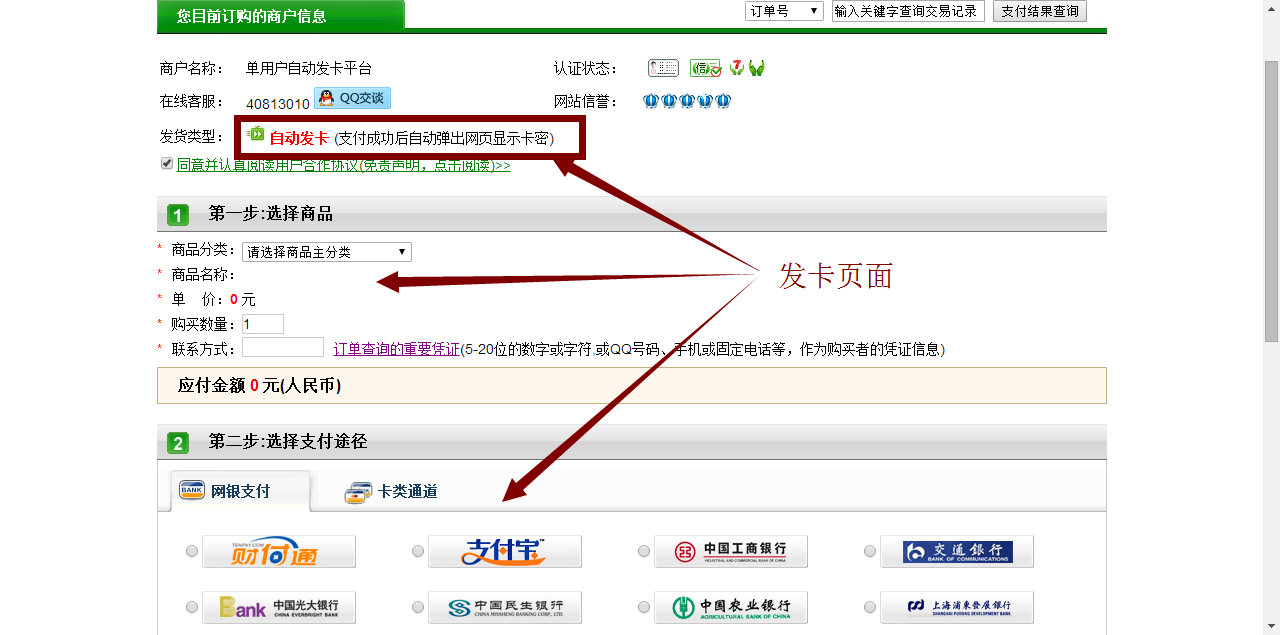 您目前订购的商户信息
订单号 输入关键字查询交易记录 支付结果查询
商户名称： 单用户自动发卡平台 认证状态： 信 7
在线客服： 40813010 QQ交谈 网站信誉：
发货类型： 自动发卡 (支付成功后自动弹出网页显示卡密)
同意并认真阅读用户合作协议(免责声明，点击阅读)>>
1 第一步:选择商品
* 商品分类： 请选择商品主分类
* 商品名称：
* 单 价：0 元
* 购买数量： 1
* 联系方式： 订单查询的重要凭证(5-20位的数字或字符,或QQ号码、手机或固定电话等，作为购买者的凭证信息)
发卡页面
应付金额 0 元(人民币)
2 第二步:选择支付途径
BANK 网银支付 卡类通道
TENPAY.COM 财付通 支付宝™ 中国工商银行 INDUSTRIAL AND COMMERCIAL BANK OF CHINA 交通银行 BANK OF COMMUNICATIONS
Bank 中国光大银行 CHINA EVERBRIGHT BANK 中国民生银行 CHINA MINSHENG BANKING CORP., LTD. 中国农业银行 AGRICULTURAL BANK OF CHINA 上海浦東發展銀行 SHANGHAI PUDONG DEVELOPMENT BANK